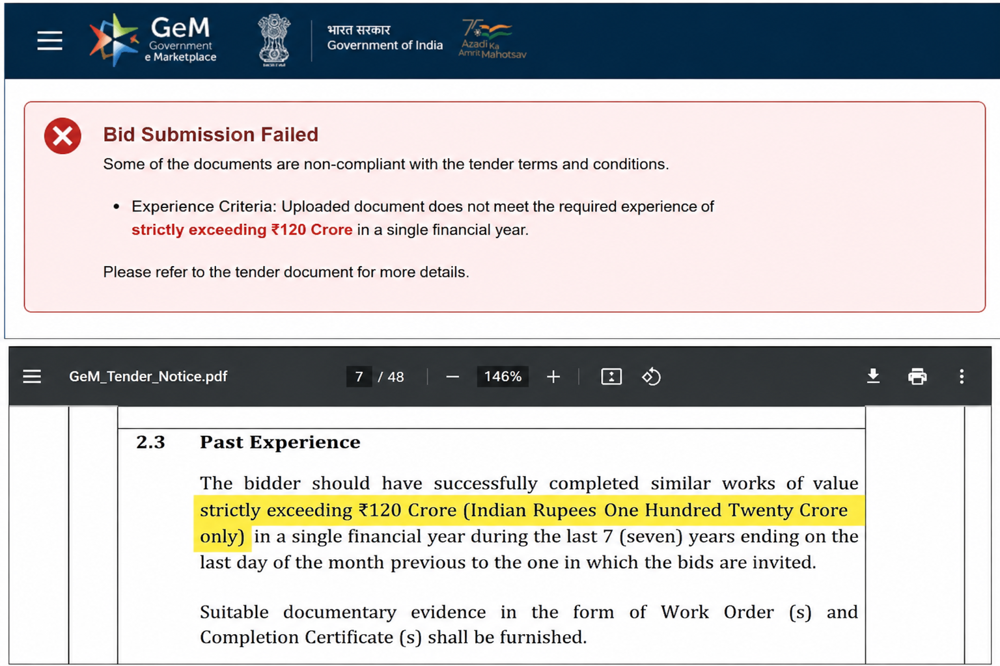 GeM
Government
e Marketplace
भारत सरकार
Government of India
75
Azadi Ka
Amrit Mahotsav
Bid Submission Failed
Some of the documents are non-compliant with the tender terms and conditions.
• Experience Criteria: Uploaded document does not meet the required experience of
strictly exceeding ₹120 Crore in a single financial year.
Please refer to the tender document for more details.
GeM_Tender_Notice.pdf 7 / 48 146%
2.3 Past Experience
The bidder should have successfully completed similar works of value
strictly exceeding ₹120 Crore (Indian Rupees One Hundred Twenty Crore
only) in a single financial year during the last 7 (seven) years ending on the
last day of the month previous to the one in which the bids are invited.
Suitable documentary evidence in the form of Work Order (s) and
Completion Certificate (s) shall be furnished.